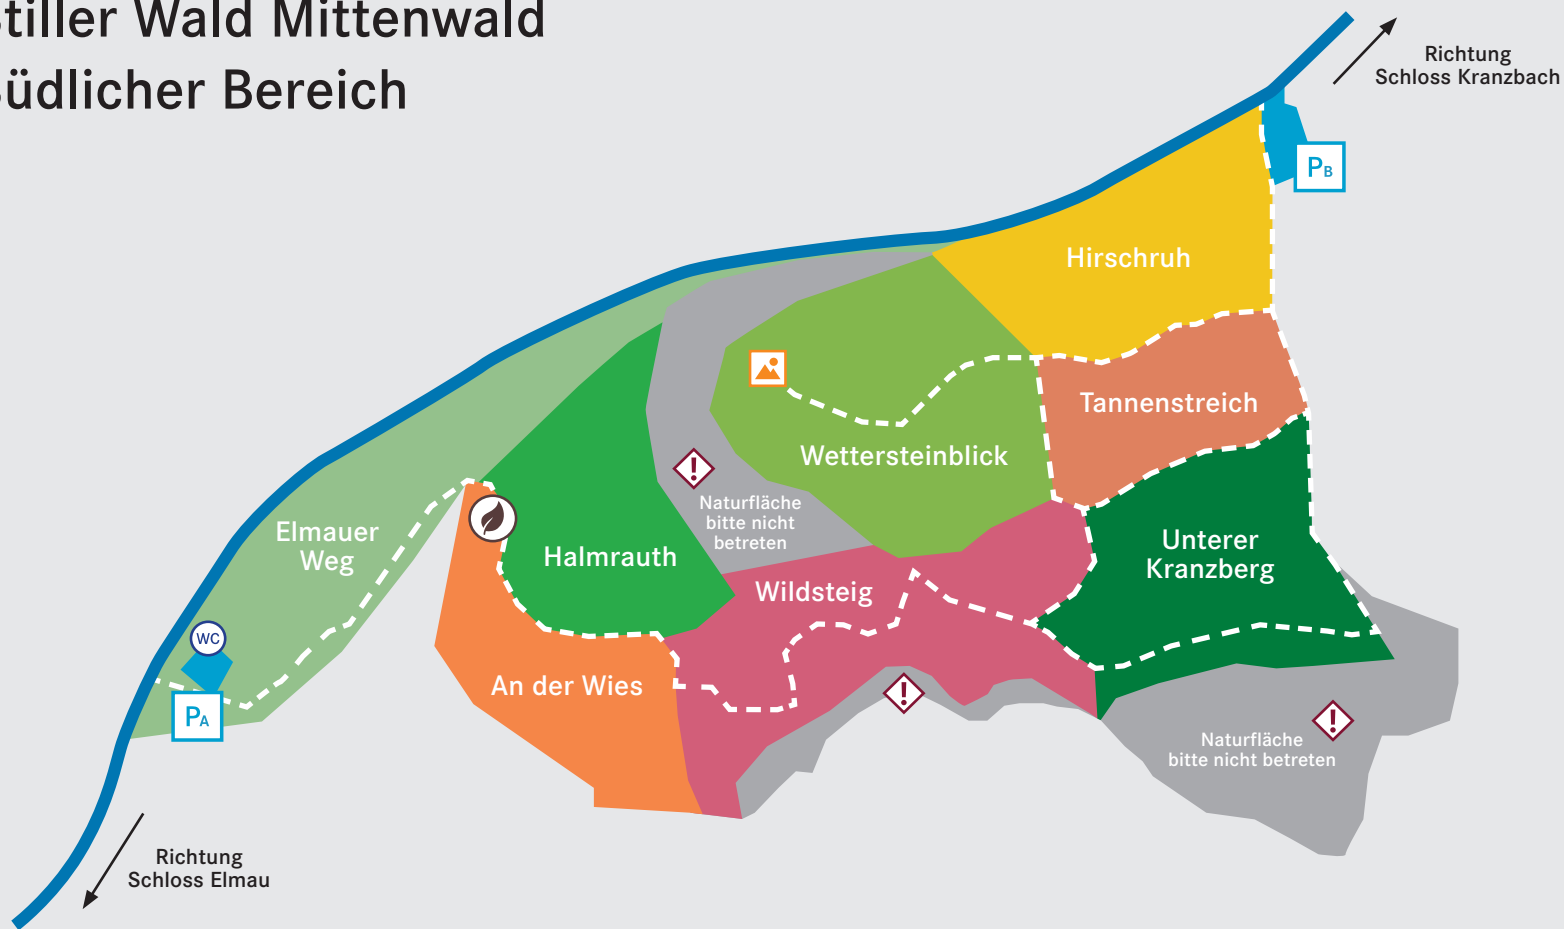 Stiller Wald Mittenwald
Südlicher Bereich
Richtung
Schloss Kranzbach
PB
Hirschruh
Tannenstreich
Wettersteinblick
Naturfläche
bitte nicht
betreten
Elmauer
Weg
Halmrauth
Unterer
Kranzberg
Wildsteig
WC
An der Wies
PA
Naturfläche
bitte nicht betreten
Richtung
Schloss Elmau